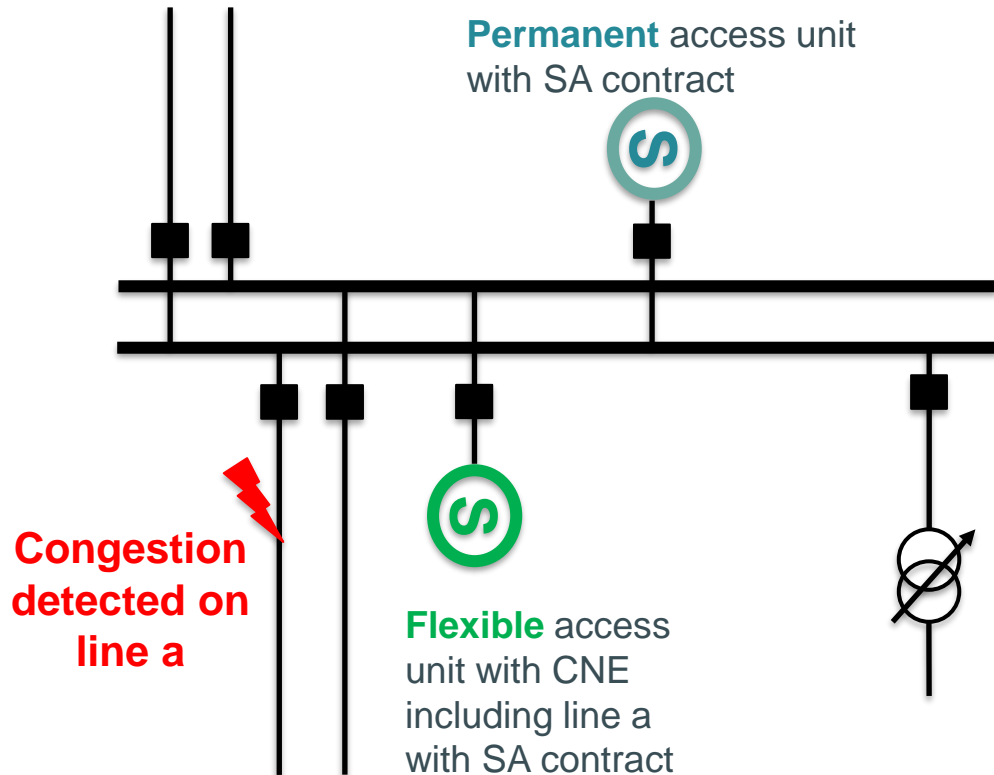 Permanent access unit
with SA contract
S
S
Congestion
detected on
line a
Flexible access
unit with CNE
including line a
with SA contract